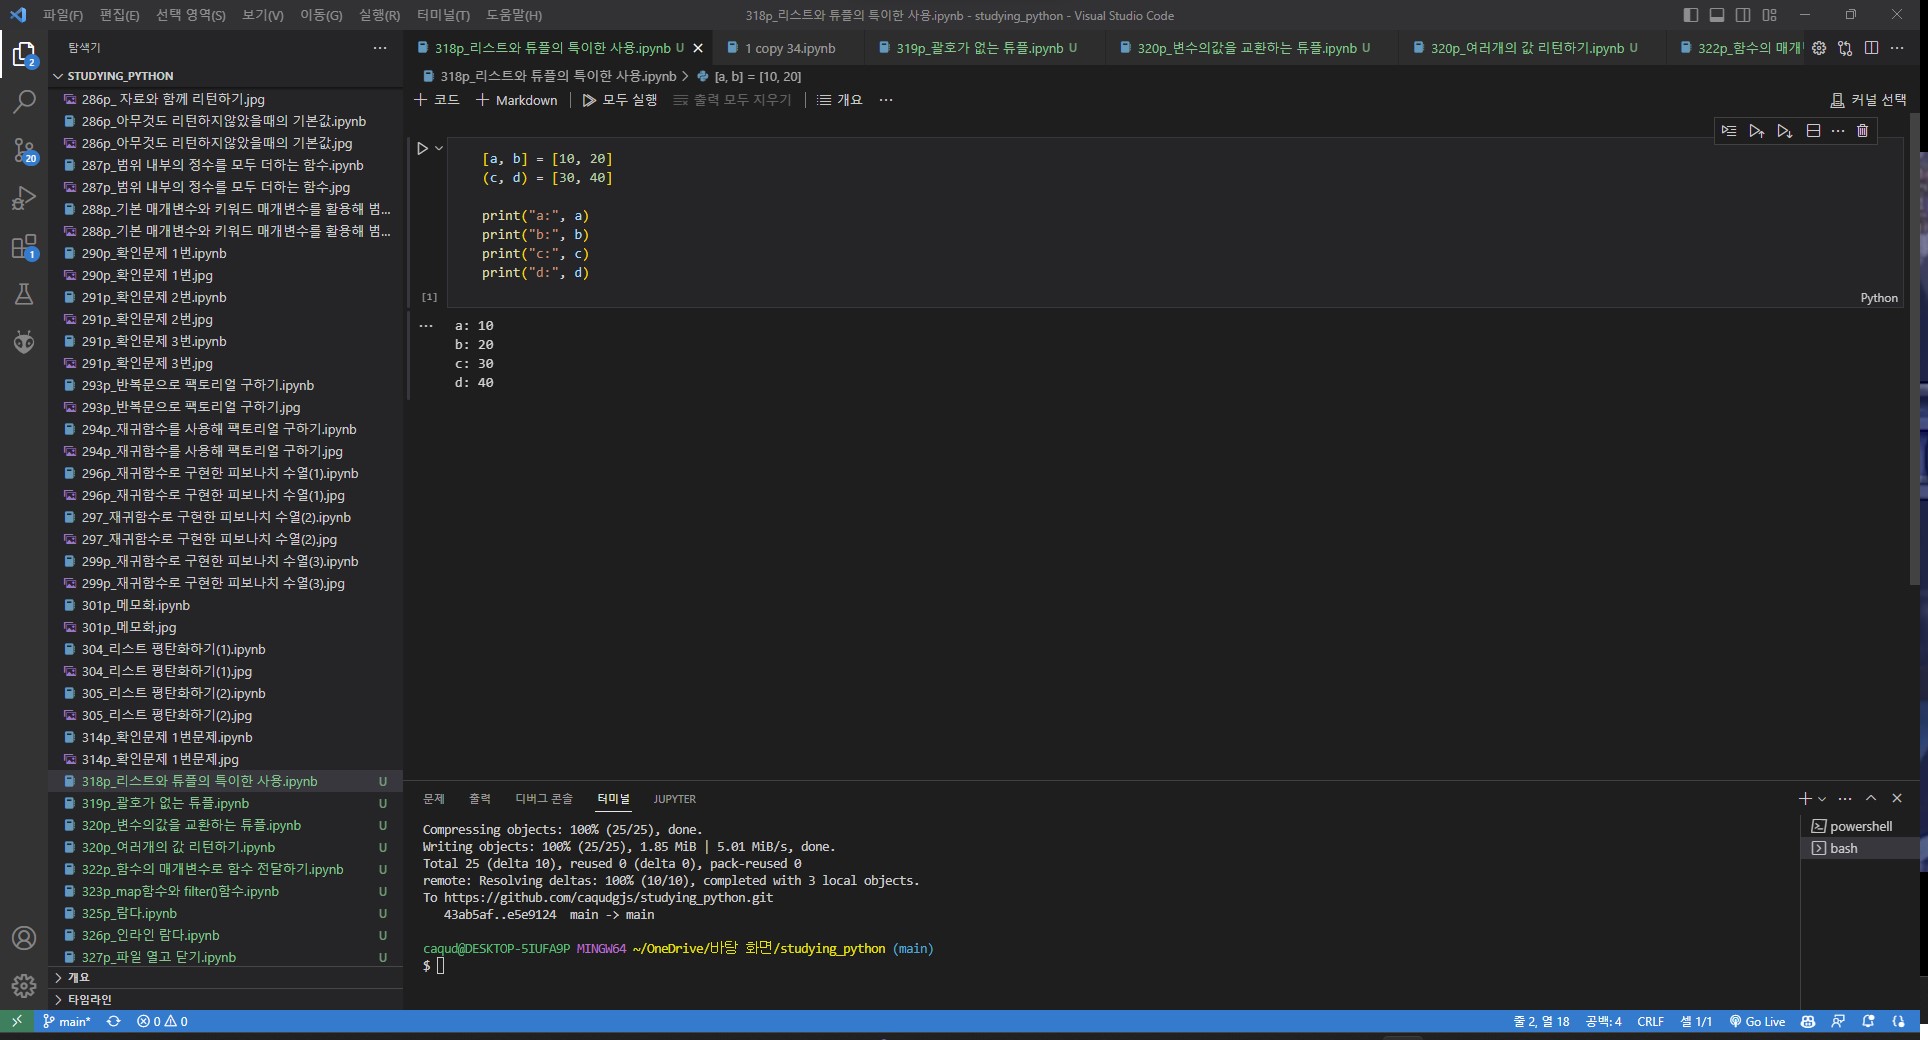 파일(F) 편집(E) 선택 영역(S) 보기(V) 이동(G) 실행(R) 터미널(T) 도움말(H) 318p_리스트와 튜플의 특이한 사용.ipynb - studying_python - Visual Studio Code
탐색기
STUDYING_PYTHON
286p_ 자료와 함께 리턴하기.jpg
286p_아무것도 리턴하지않았을때의 기본값.ipynb
286p_아무것도 리턴하지않았을때의 기본값.jpg
287p_범위 내부의 정수를 모두 더하는 함수.ipynb
287p_범위 내부의 정수를 모두 더하는 함수.jpg
288p_기본 매개변수와 키워드 매개변수를 활용해 범...
288p_기본 매개변수와 키워드 매개변수를 활용해 범...
290p_확인문제 1번.ipynb
290p_확인문제 1번.jpg
291p_확인문제 2번.ipynb
291p_확인문제 2번.jpg
291p_확인문제 3번.ipynb
291p_확인문제 3번.jpg
293p_반복문으로 팩토리얼 구하기.ipynb
293p_반복문으로 팩토리얼 구하기.jpg
294p_재귀함수를 사용해 팩토리얼 구하기.ipynb
294p_재귀함수를 사용해 팩토리얼 구하기.jpg
296p_재귀함수로 구현한 피보나치 수열(1).ipynb
296p_재귀함수로 구현한 피보나치 수열(1).jpg
297_재귀함수로 구현한 피보나치 수열(2).ipynb
297_재귀함수로 구현한 피보나치 수열(2).jpg
299p_재귀함수로 구현한 피보나치 수열(3).ipynb
299p_재귀함수로 구현한 피보나치 수열(3).jpg
301p_메모화.ipynb
301p_메모화.jpg
304_리스트 평탄화하기(1).ipynb
304_리스트 평탄화하기(1).jpg
305_리스트 평탄화하기(2).ipynb
305_리스트 평탄화하기(2).jpg
314p_확인문제 1번문제.ipynb
314p_확인문제 1번문제.jpg
318p_리스트와 튜플의 특이한 사용.ipynb U
319p_괄호가 없는 튜플.ipynb U
320p_변수의값을 교환하는 튜플.ipynb U
320p_여러개의 값 리턴하기.ipynb U
322p_함수의 매개변수로 함수 전달하기.ipynb U
323p_map함수와 filter()함수.ipynb U
325p_람다.ipynb U
326p_인라인 람다.ipynb U
327p_파일 열고 닫기.ipynb U
개요
타임라인
2
20
1
318p_리스트와 튜플의 특이한 사용.ipynb U 1 copy 34.ipynb 319p_괄호가 없는 튜플.ipynb U 320p_변수의값을 교환하는 튜플.ipynb U 320p_여러개의 값 리턴하기.ipynb U 322p_함수의 매개
318p_리스트와 튜플의 특이한 사용.ipynb > [a, b] = [10, 20]
+ 코드 + Markdown | 모두 실행 출력 모두 지우기 | 개요 ... 커널 선택
[a, b] = [10, 20]
(c, d) = [30, 40]
print("a:", a)
print("b:", b)
print("c:", c)
print("d:", d)
[1] Python
a: 10
b: 20
c: 30
d: 40
문제 출력 디버그 콘솔 터미널 JUPYTER
Compressing objects: 100% (25/25), done.
Writing objects: 100% (25/25), 1.85 MiB | 5.01 MiB/s, done.
Total 25 (delta 10), reused 0 (delta 0), pack-reused 0
remote: Resolving deltas: 100% (10/10), completed with 3 local objects.
To https://github.com/caqudgjs/studying_python.git
43ab5af..e5e9124 main -> main
caqud@DESKTOP-5IUFA9P MINGW64 ~/OneDrive/바탕 화면/studying_python (main)
$
powershell
bash
main* 0 0 줄 2, 열 18 공백: 4 CRLF 셀 1/1 Go Live